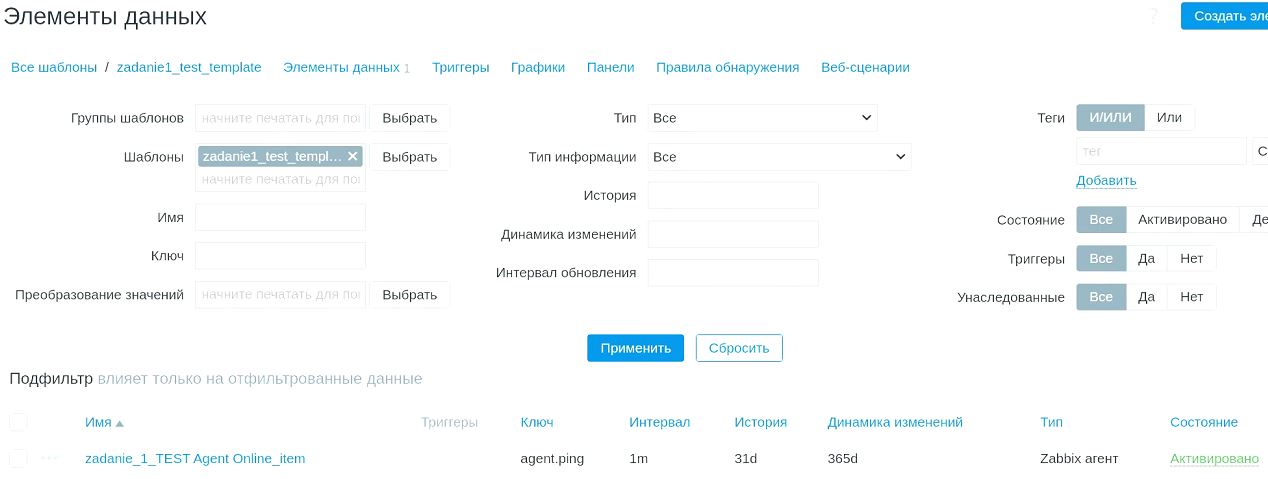 Элементы данных
?
Создать эле
Все шаблоны / zadanie1_test_template Элементы данных 1 Триггеры Графики Панели Правила обнаружения Веб-сценарии
Группы шаблонов начните печатать для пои Выбрать Тип Все Теги И/ИЛИ Или
Шаблоны zadanie1_test_templ... ✕ Выбрать Тип информации Все тег С
начните печатать для пои История Добавить
Имя Динамика изменений Состояние Все Активировано Де
Ключ Интервал обновления Триггеры Все Да Нет
Преобразование значений начните печатать для пои Выбрать Унаследованные Все Да Нет
Применить Сбросить
Подфильтр влияет только на отфильтрованные данные
Имя Триггеры Ключ Интервал История Динамика изменений Тип Состояние
zadanie_1_TEST Agent Online_item agent.ping 1m 31d 365d Zabbix агент Активировано